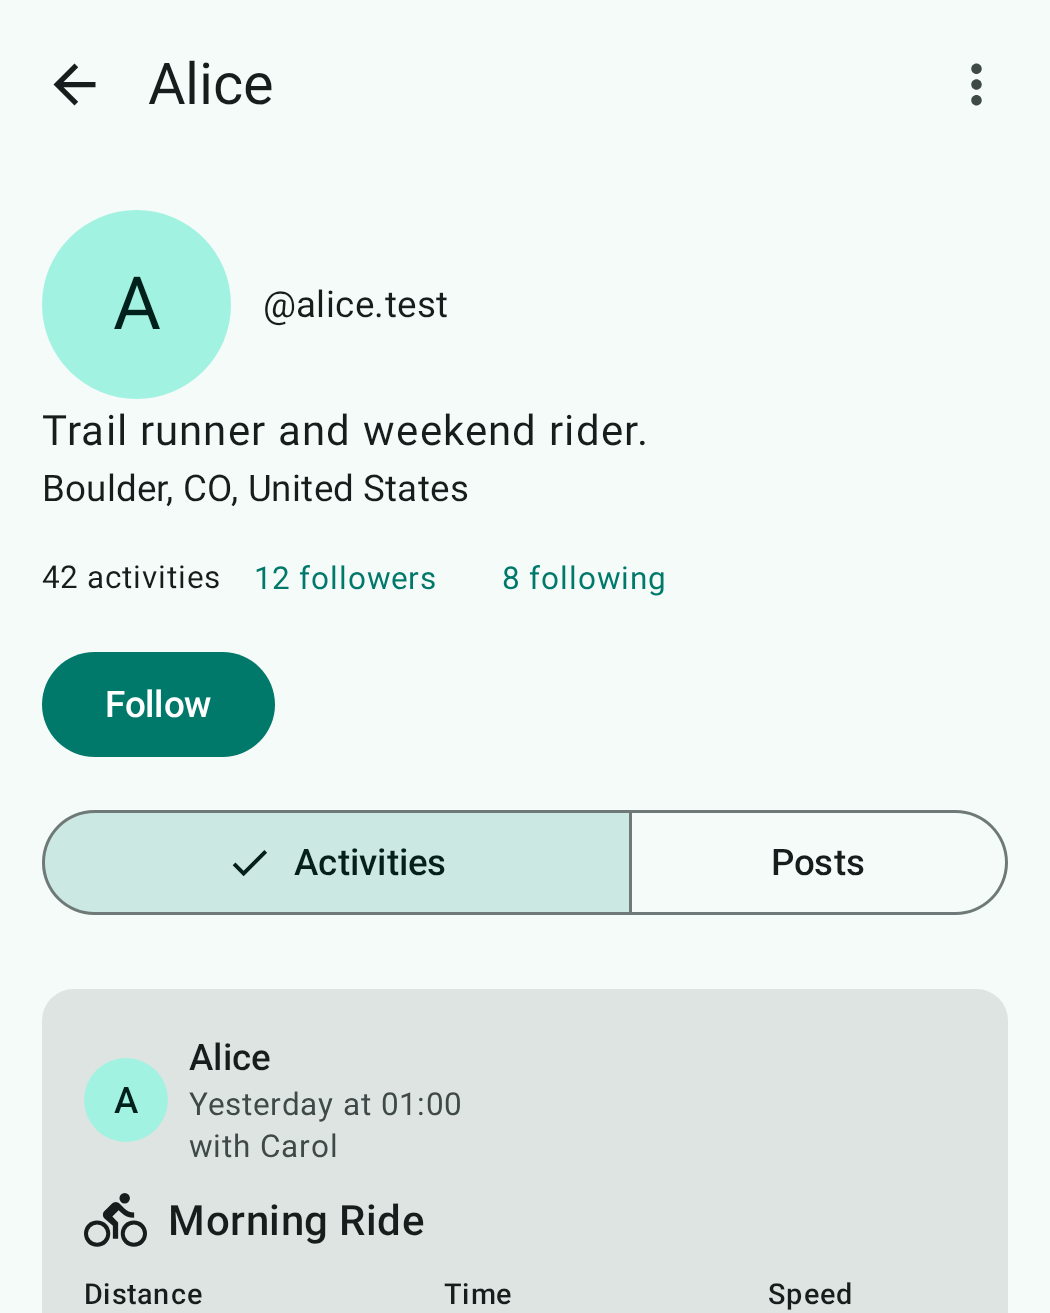 Alice
A
@alice.test
Trail runner and weekend rider.
Boulder, CO, United States
42 activities 12 followers 8 following
Follow
Activities Posts
A
Alice
Yesterday at 01:00
with Carol
Morning Ride
Distance Time Speed